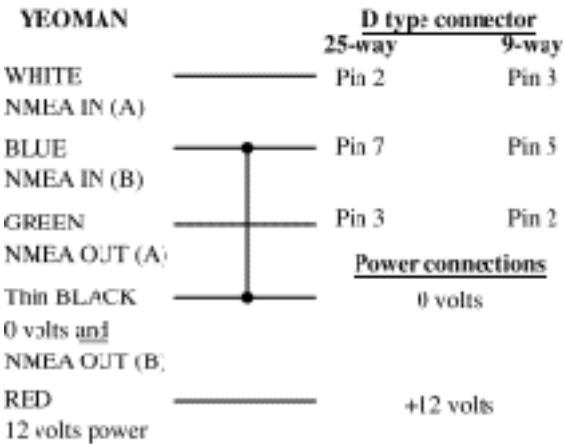 YEOMAN D type connector
25-way 9-way
WHITE Pin 2 Pin 3
NMEA IN (A)
BLUE Pin 7 Pin 5
NMEA IN (B)
GREEN Pin 3 Pin 2
NMEA OUT (A)
Power connections
Thin BLACK 0 volts
0 volts and
NMEA OUT (B)
RED +12 volts
12 volts power